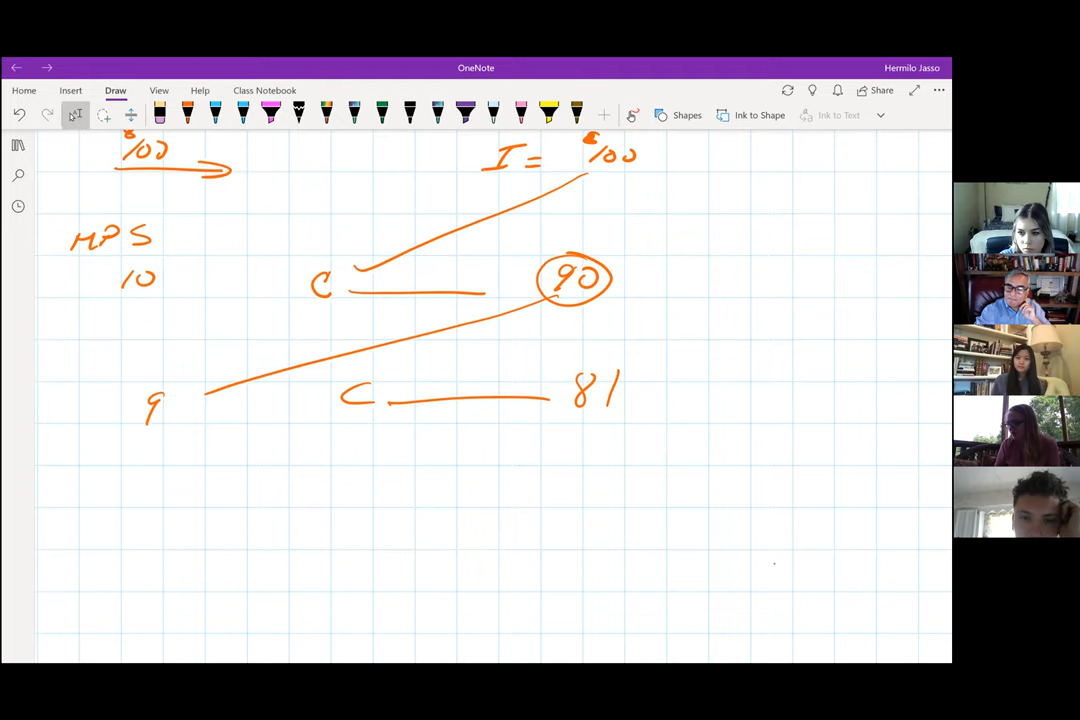 OneNote
Hermilo Jasso
Home Insert Draw View Help Class Notebook Share
Shapes Ink to Shape Ink to Text
100 I = 100
MPS
10 C 90
9 C 81